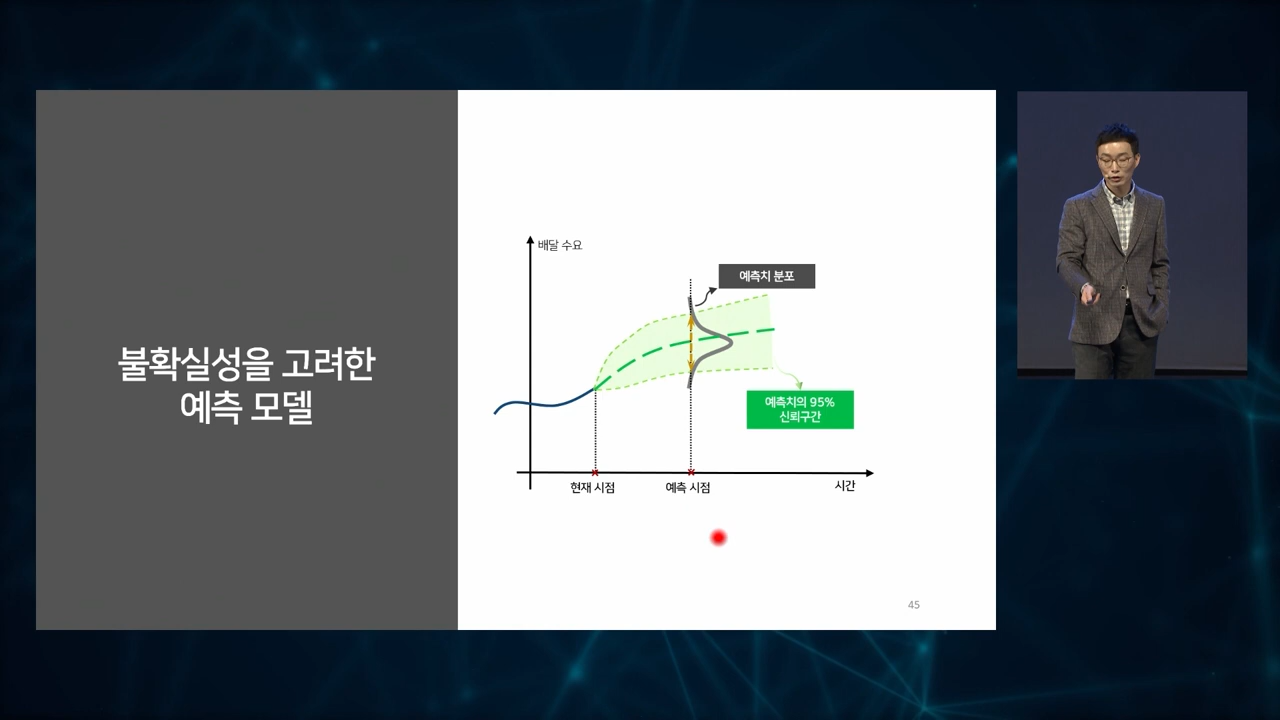 불확실성을 고려한
예측 모델
배달 수요
예측치 분포
예측치의 95%
신뢰구간
현재 시점
예측 시점
시간
45